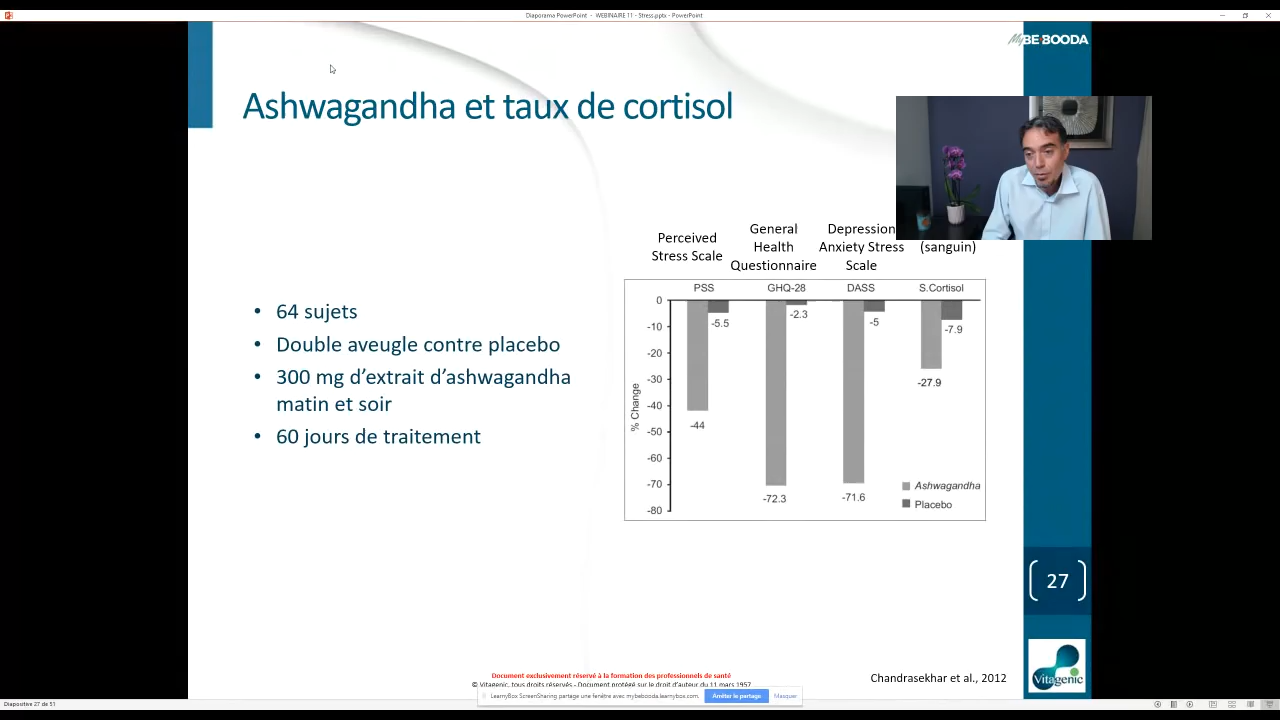 Diaporama PowerPoint - WEBINAIRE 11 - Stress.pptx - PowerPoint
MyBE-BOODA
Ashwagandha et taux de cortisol
Perceived
Stress Scale
General
Health
Questionnaire
Depression
Anxiety Stress
Scale
(sanguin)
• 64 sujets
• Double aveugle contre placebo
• 300 mg d'extrait d'ashwagandha
matin et soir
• 60 jours de traitement
PSS GHQ-28 DASS S.Cortisol
% Change
0
-10
-20
-30
-40
-50
-60
-70
-80
-5.5 -2.3 -5 -7.9
-44 -72.3 -71.6 -27.9
Ashwagandha
Placebo
27
Document exclusivement réservé à la formation des professionnels de santé
© Vitagenic, tous droits réservés - Document protégé sur le droit d'auteur du 11 mars 1957
Chandrasekhar et al., 2012
Vitagenic
LearnyBox ScreenSharing partage une fenêtre avec mybebooda.learnybox.com.
Arrêter le partage
Masquer
Diapositive 27 de 51